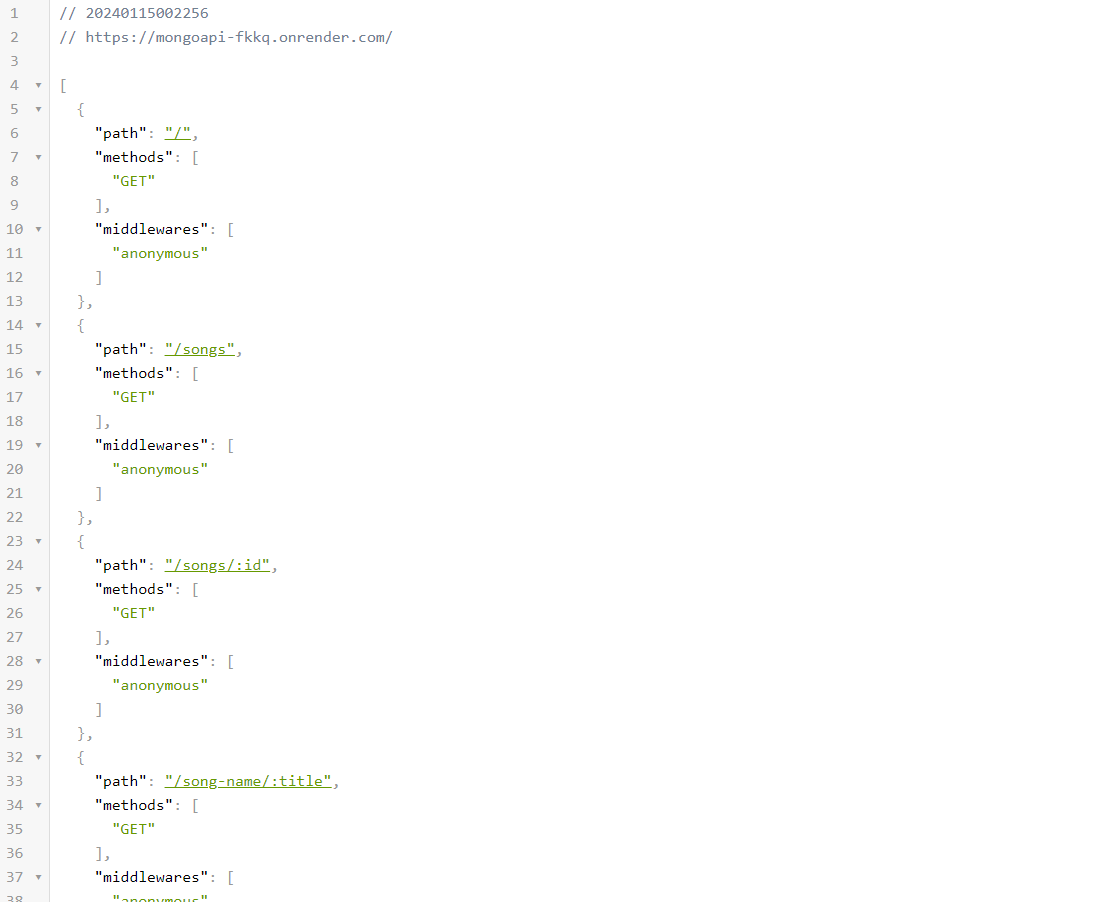 1 // 20240115002256
2 // https://mongoapi-fkkq.onrender.com/
3
4 ▼ [
5 ▼ {
6 "path": "/",
7 ▼ "methods": [
8 "GET"
9 ],
10 ▼ "middlewares": [
11 "anonymous"
12 ]
13 },
14 ▼ {
15 "path": "/songs",
16 ▼ "methods": [
17 "GET"
18 ],
19 ▼ "middlewares": [
20 "anonymous"
21 ]
22 },
23 ▼ {
24 "path": "/songs/:id",
25 ▼ "methods": [
26 "GET"
27 ],
28 ▼ "middlewares": [
29 "anonymous"
30 ]
31 },
32 ▼ {
33 "path": "/song-name/:title",
34 ▼ "methods": [
35 "GET"
36 ],
37 ▼ "middlewares": [
38 "anonymous"